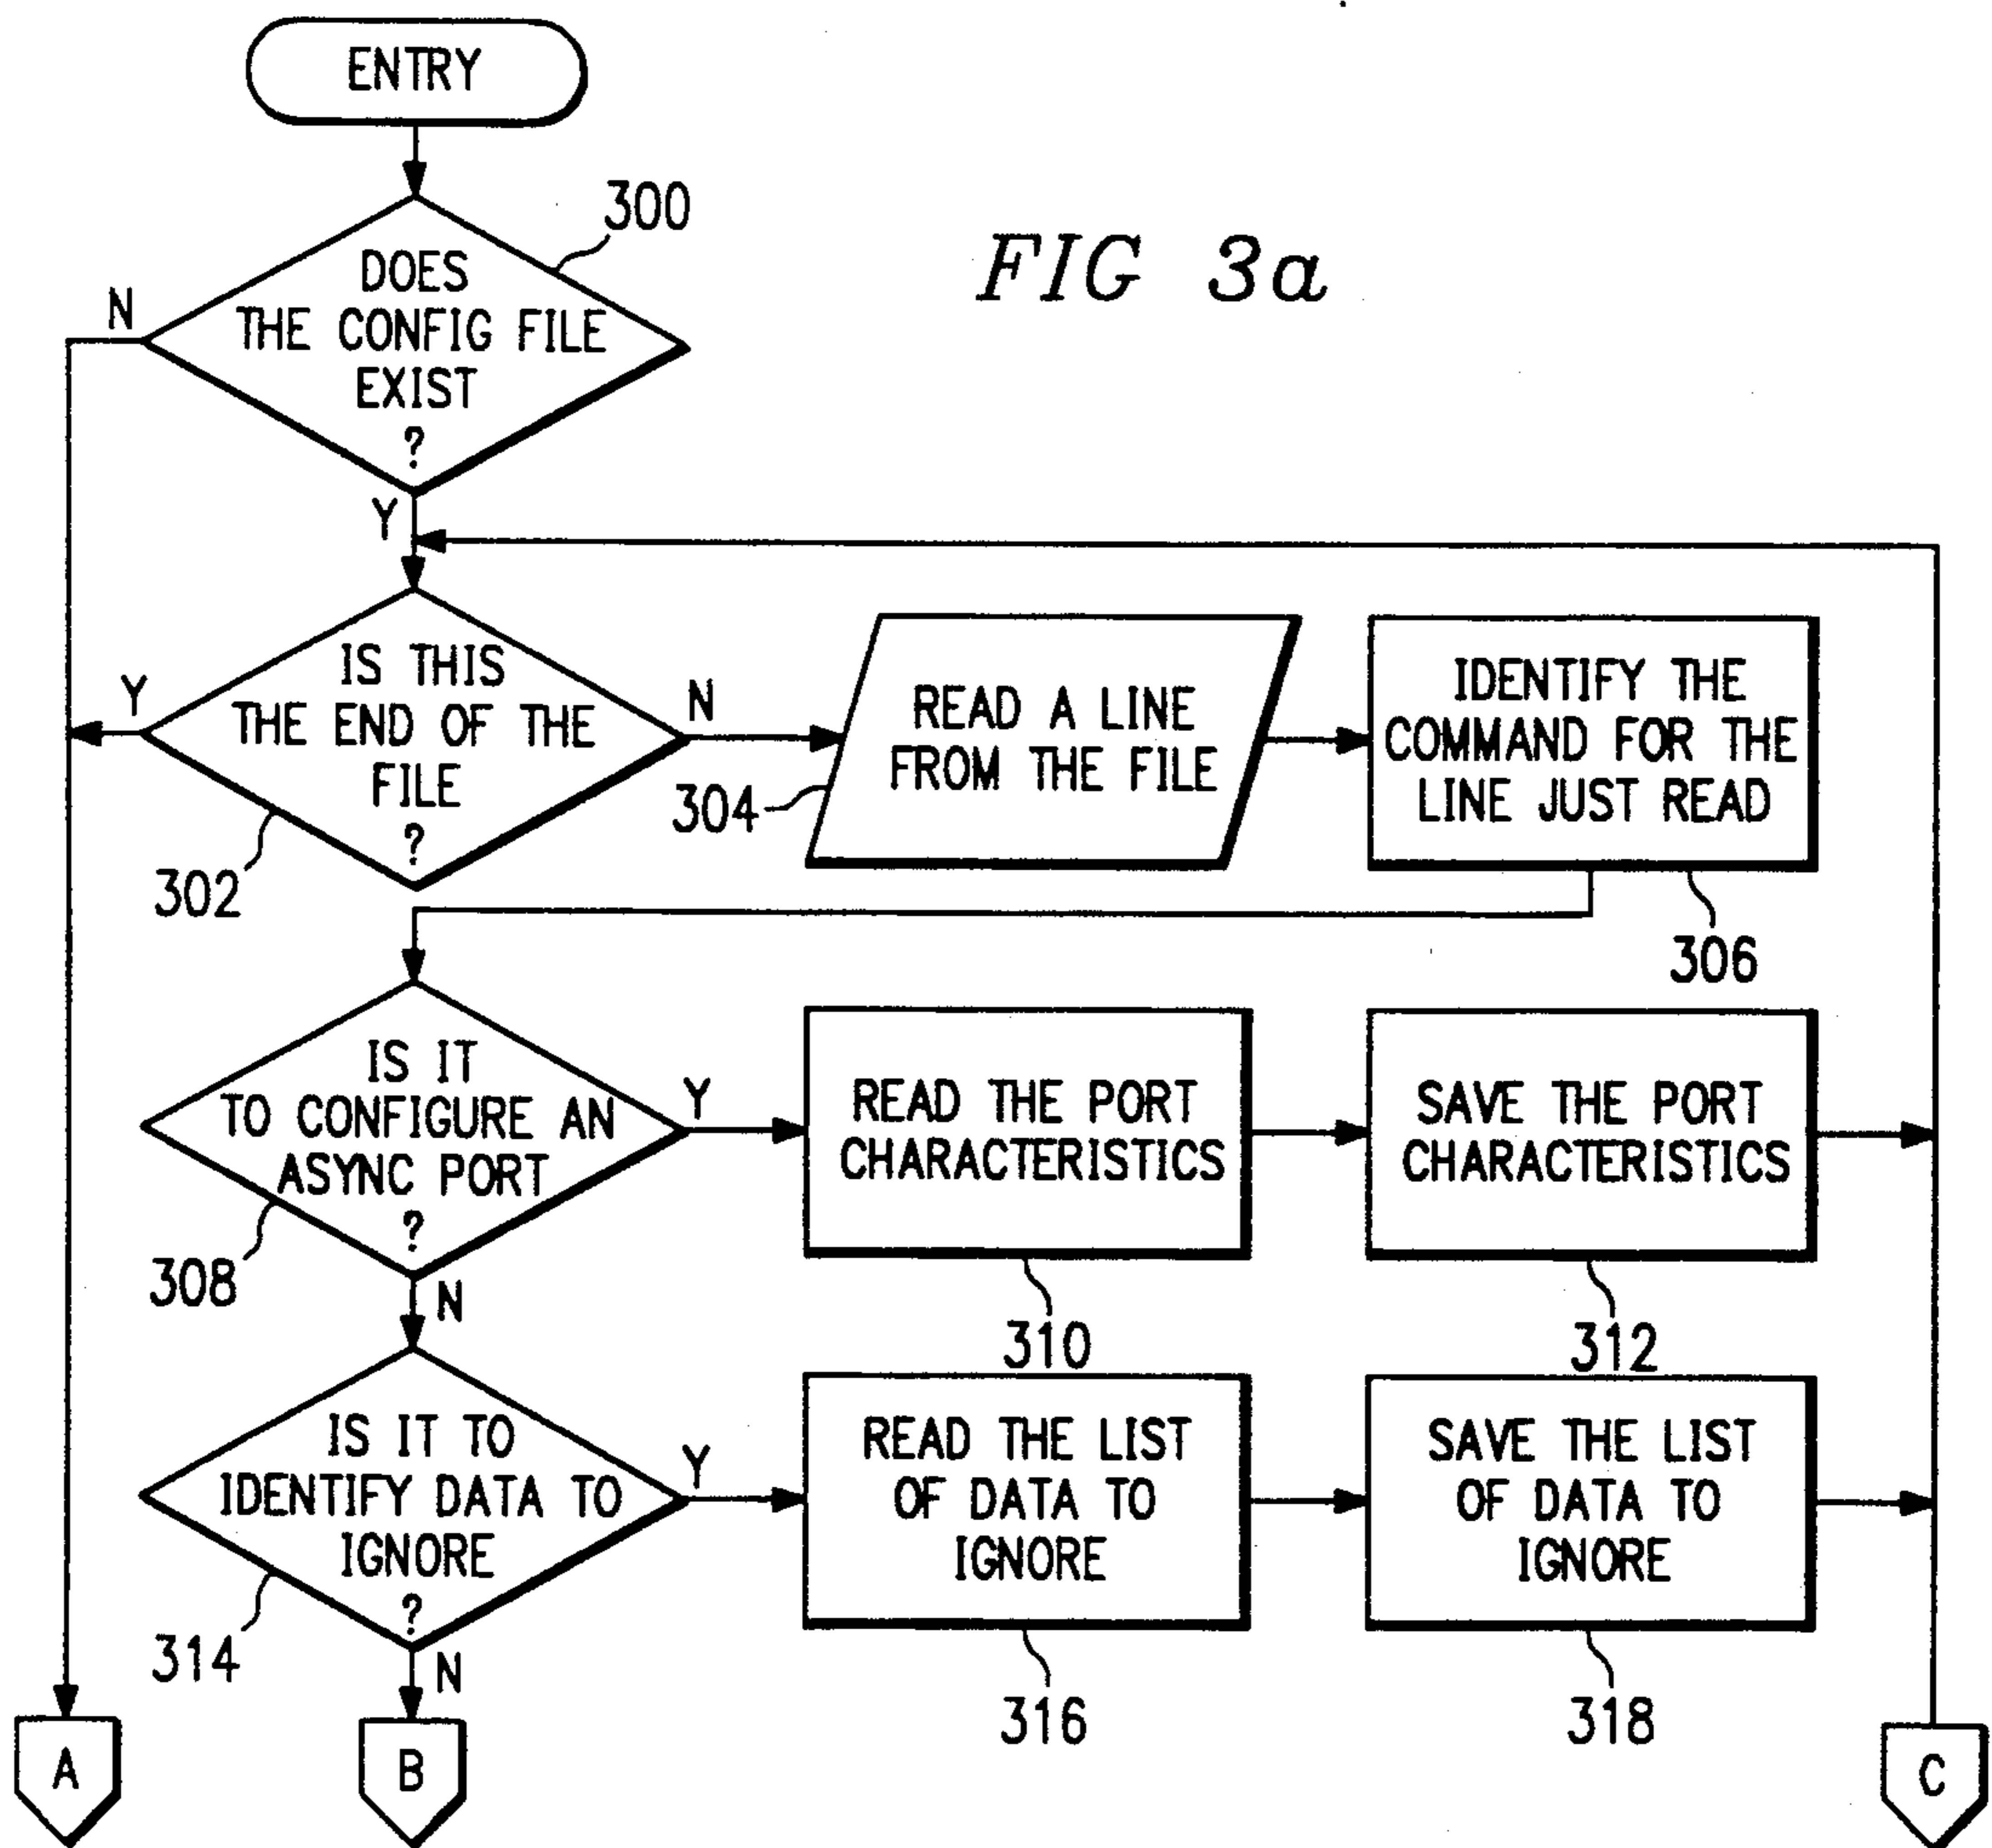 ENTRY
300
FIG 3a
DOES
THE CONFIG FILE
EXIST
?
N
Y
IS THIS
THE END OF THE
FILE
?
Y
N
302
READ A LINE
FROM THE FILE
304
IDENTIFY THE
COMMAND FOR THE
LINE JUST READ
306
IS IT
TO CONFIGURE AN
ASYNC PORT
?
Y
N
308
READ THE PORT
CHARACTERISTICS
310
SAVE THE PORT
CHARACTERISTICS
312
IS IT TO
IDENTIFY DATA TO
IGNORE
?
Y
N
314
READ THE LIST
OF DATA TO
IGNORE
316
SAVE THE LIST
OF DATA TO
IGNORE
318
A
B
C